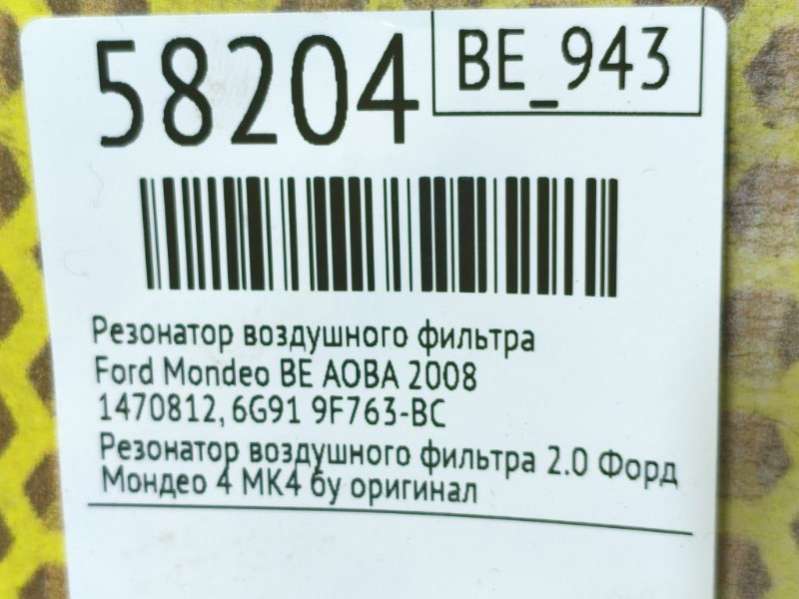 58204
BE_943
Резонатор воздушного фильтра
Ford Mondeo BE AOBA 2008
1470812, 6G91 9F763-BC
Резонатор воздушного фильтра 2.0 Форд
Мондео 4 МК4 бу оригинал